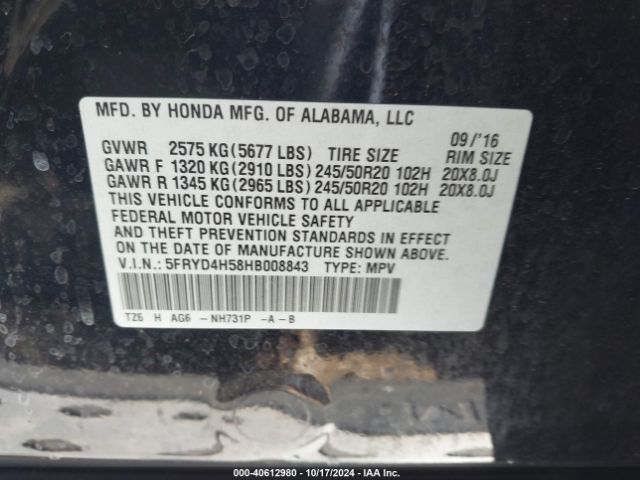 MFD. BY HONDA MFG. OF ALABAMA, LLC
09/'16
GVWR 2575 KG(5677 LBS) TIRE SIZE RIM SIZE
GAWR F 1320 KG(2910 LBS) 245/50R20 102H 20X8.0J
GAWR R 1345 KG(2965 LBS) 245/50R20 102H 20X8.0J
THIS VEHICLE CONFORMS TO ALL APPLICABLE
FEDERAL MOTOR VEHICLE SAFETY
AND THEFT PREVENTION STANDARDS IN EFFECT
ON THE DATE OF MANUFACTURE SHOWN ABOVE.
V.I.N.: 5FRYD4H58HB008843 TYPE: MPV
TZ6 H AG6 -NH731P -A-B
000-40612980 - 10/17/2024 - IAA Inc.